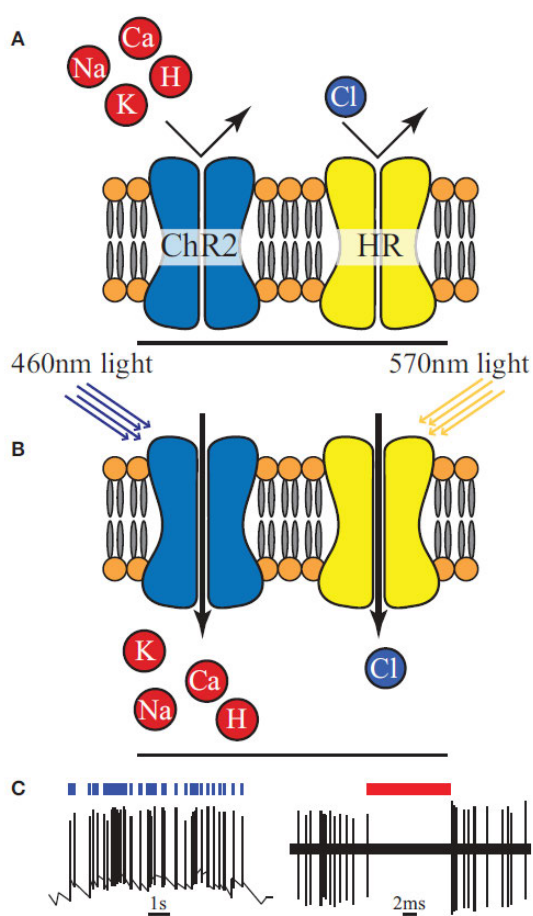 A
Ca
Na
H
K
Cl
ChR2
HR
460nm light
570nm light
B
K
Ca
Na
H
Cl
C
1s
2ms